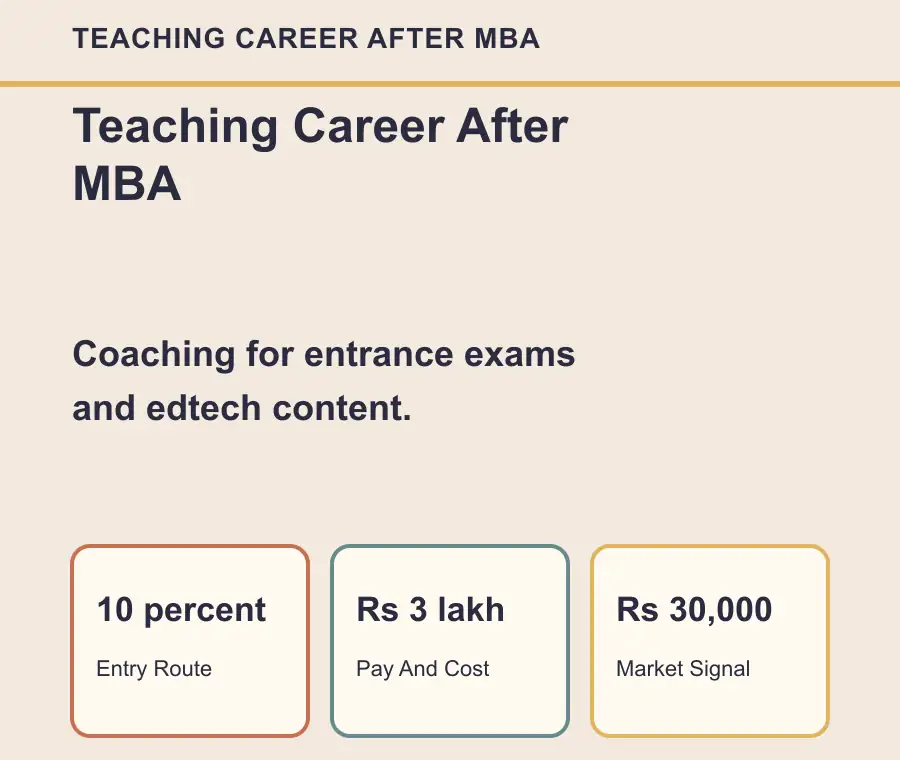 TEACHING CAREER AFTER MBA
Teaching Career After
MBA
Coaching for entrance exams
and edtech content.
10 percent
Entry Route
Rs 3 lakh
Pay And Cost
Rs 30,000
Market Signal